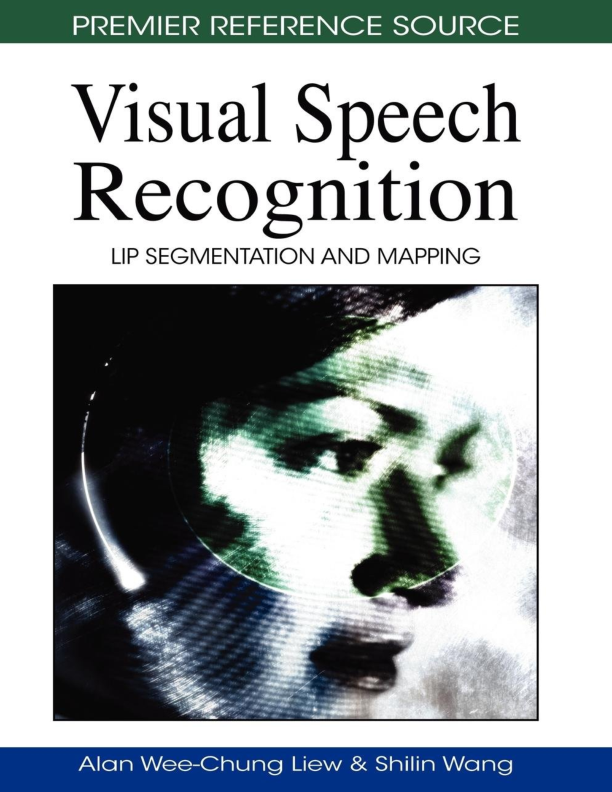 PREMIER REFERENCE SOURCE
Visual Speech
Recognition
LIP SEGMENTATION AND MAPPING
Alan Wee-Chung Liew & Shilin Wang